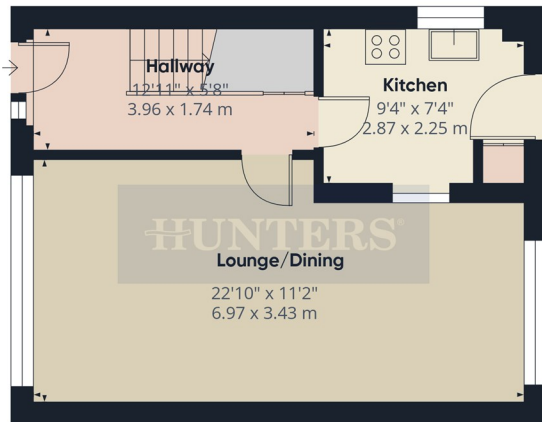 Hallway
12'11" x 5'8"
3.96 x 1.74 m
Kitchen
9'4" x 7'4"
2.87 x 2.25 m
HUNTERS®
Lounge/Dining
22'10" x 11'2"
6.97 x 3.43 m